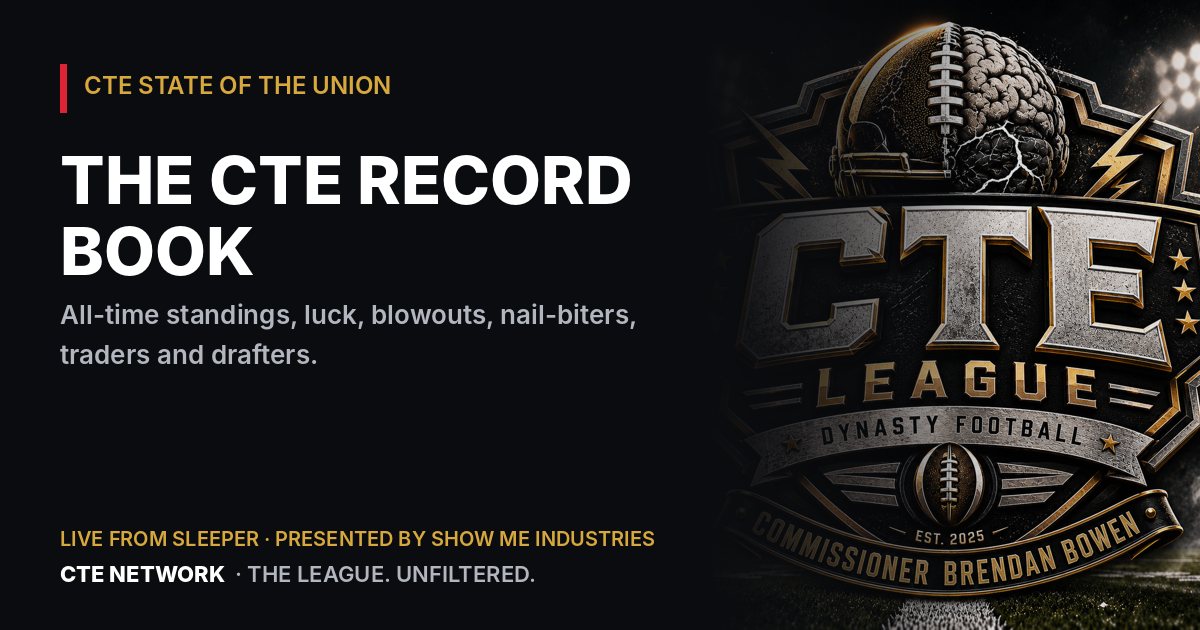 CTE STATE OF THE UNION
THE CTE RECORD
BOOK
All-time standings, luck, blowouts, nail-biters,
traders and drafters.
LIVE FROM SLEEPER · PRESENTED BY SHOW ME INDUSTRIES
CTE NETWORK · THE LEAGUE. UNFILTERED.
CTE
LEAGUE
DYNASTY FOOTBALL
EST. 2025
COMMISSIONER BRENDAN BOWEN